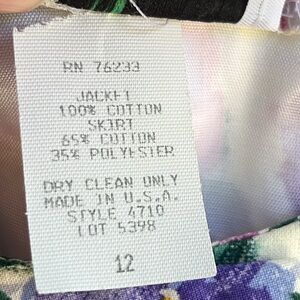 RN 76233
JACKET
100% COTTON
SKIRT
65% COTTON
35% POLYESTER
DRY CLEAN ONLY
MADE IN U.S.A.
STYLE 4710
LOT 5398
12